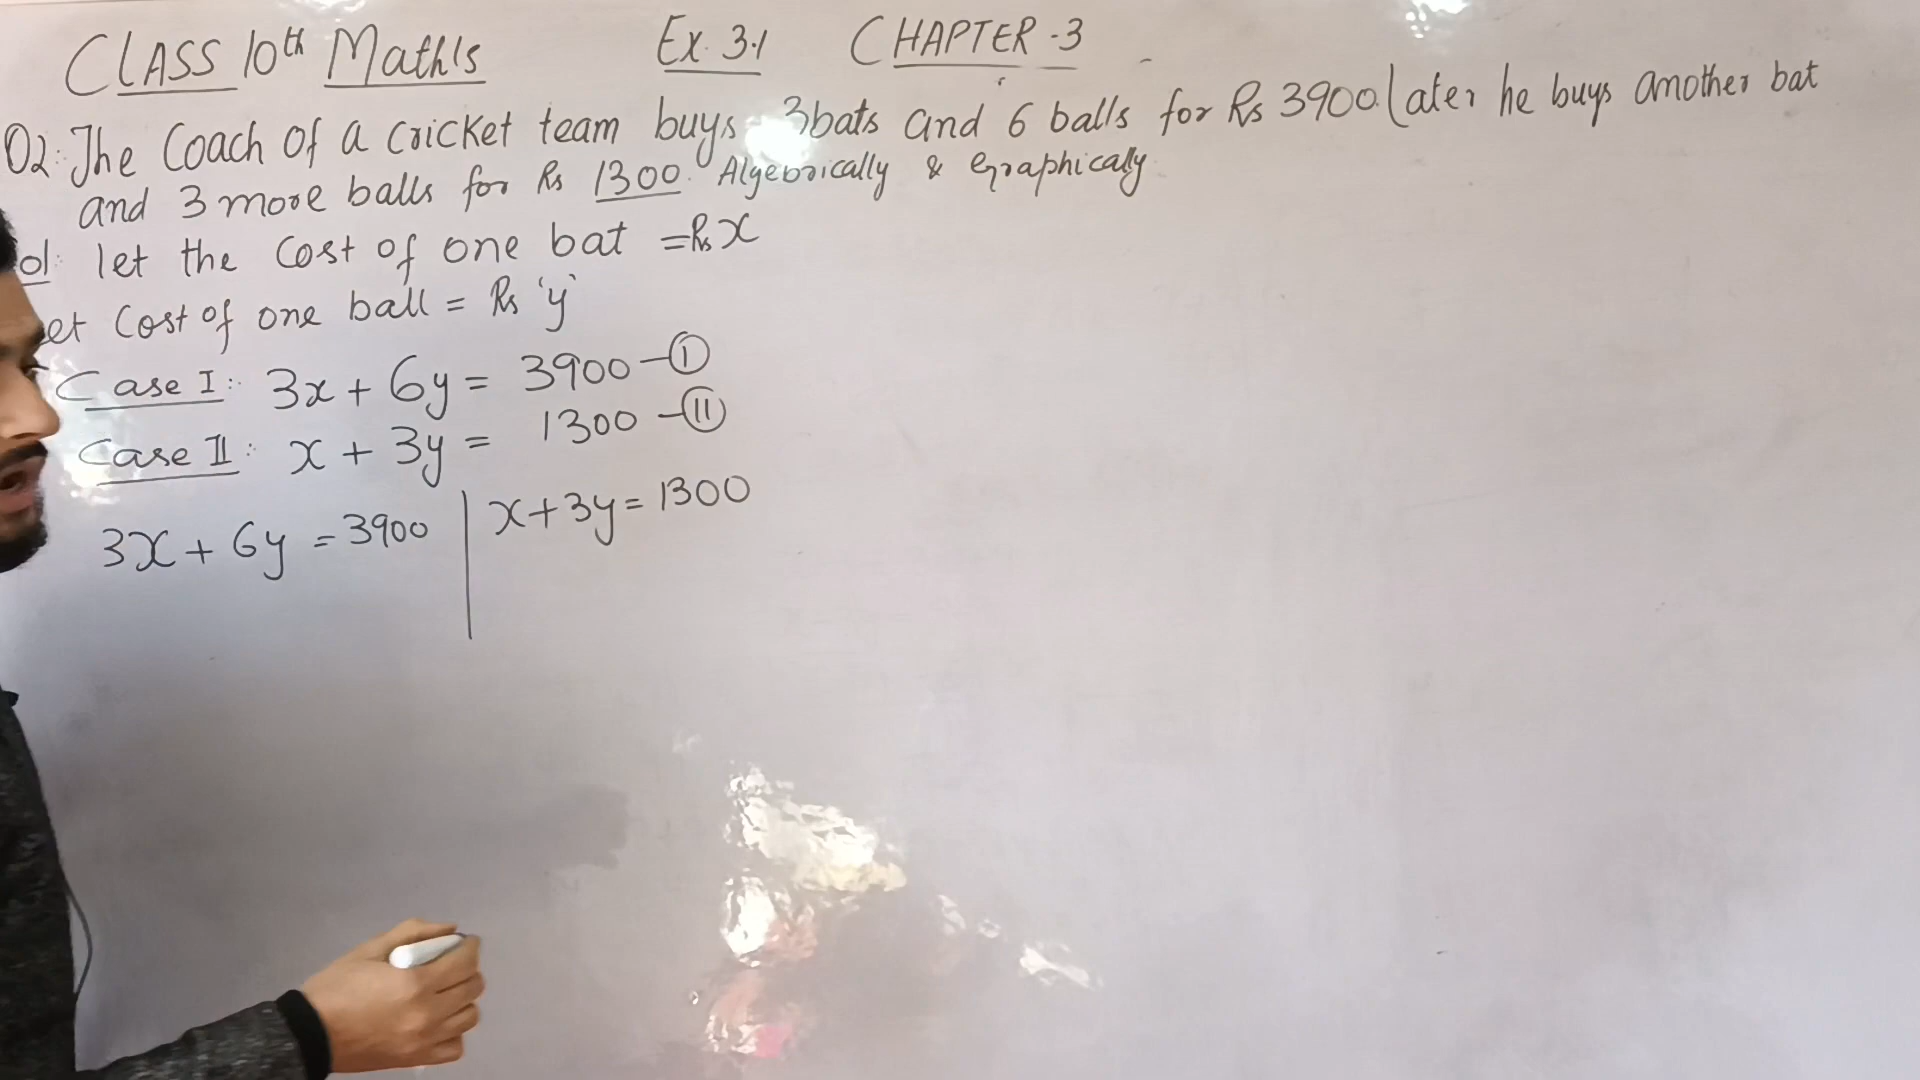 CLASS 10th Math's Ex. 3.1 CHAPTER-3
Q2: The Coach of a cricket team buys 3bats and 6 balls for Rs 3900. Later he buys another bat
and 3 more balls for Rs 1300. Algebrically & Graphically
ol: let the cost of one bat = Rs x
et Cost of one ball = Rs 'y'
Case I: 3x + 6y = 3900 - (I)
Case II: x + 3y = 1300 - (II)
3x + 6y = 3900 | x + 3y = 1300